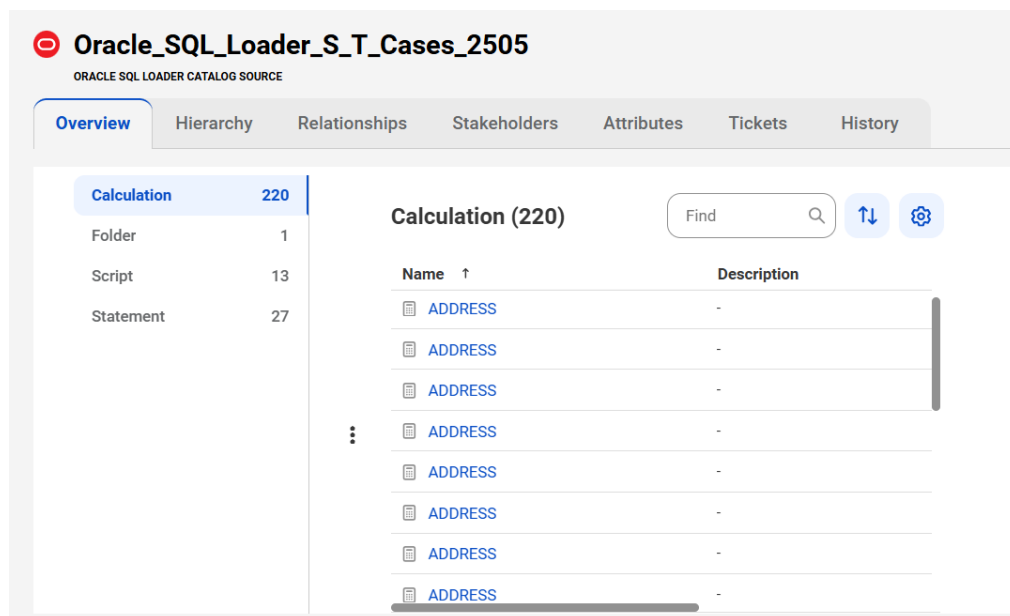 Oracle_SQL_Loader_S_T_Cases_2505
ORACLE SQL LOADER CATALOG SOURCE
Overview Hierarchy Relationships Stakeholders Attributes Tickets History
Calculation 220
Folder 1
Script 13
Statement 27
Calculation (220) Find
Name ↑ Description
ADDRESS -
ADDRESS -
ADDRESS -
ADDRESS -
ADDRESS -
ADDRESS -
ADDRESS -
ADDRESS -